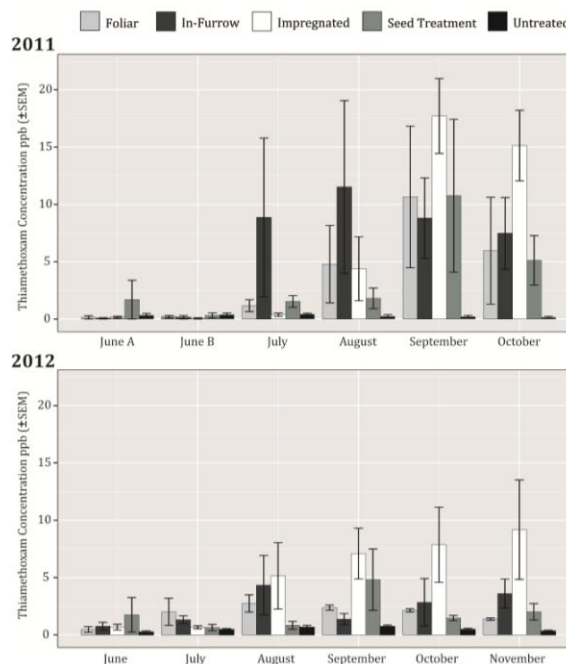 Foliar In-Furrow Impregnated Seed Treatment Untreated
2011
Thiamethoxam Concentration ppb (±SEM)
20
15
10
5
0
June A June B July August September October
2012
Thiamethoxam Concentration ppb (±SEM)
20
15
10
5
0
June July August September October November